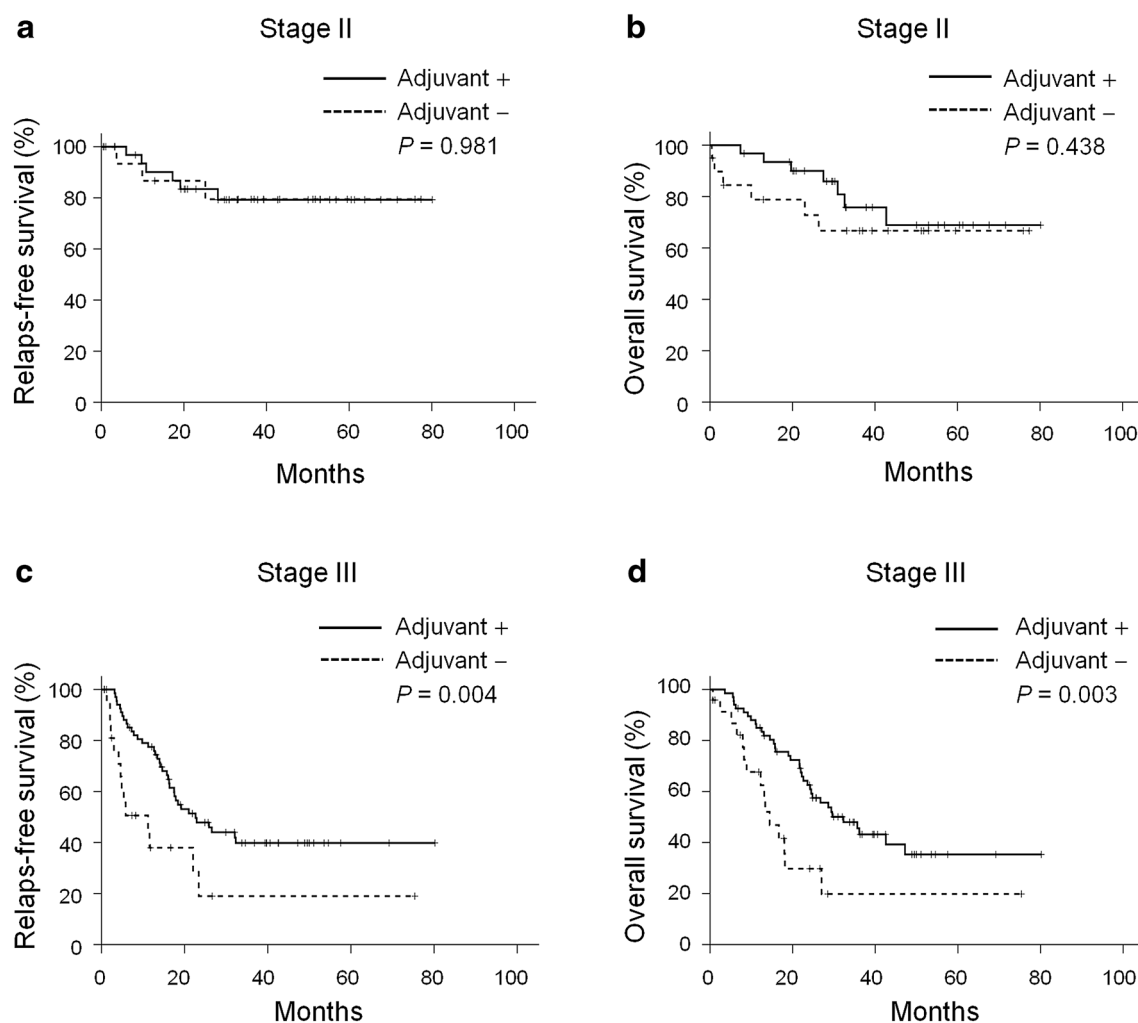 a
Stage II
Adjuvant +
Adjuvant −
P = 0.981
Relaps-free survival (%)
100
80
60
40
20
0
0 20 40 60 80 100
Months
b
Stage II
Adjuvant +
Adjuvant −
P = 0.438
Overall survival (%)
100
80
60
40
20
0
0 20 40 60 80 100
Months
c
Stage III
Adjuvant +
Adjuvant −
P = 0.004
Relaps-free survival (%)
100
80
60
40
20
0
0 20 40 60 80 100
Months
d
Stage III
Adjuvant +
Adjuvant −
P = 0.003
Overall survival (%)
100
80
60
40
20
0
0 20 40 60 80 100
Months